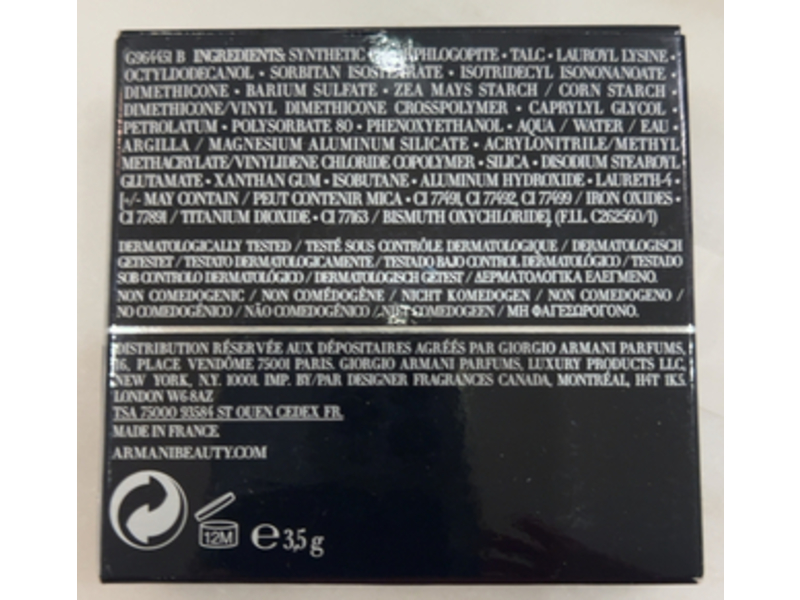 G964451 B INGREDIENTS: SYNTHETIC PHLOGOPITE • TALC • LAUROYL LYSINE •
OCTYLDODECANOL • SORBITAN ISOSTEARATE • ISOTRIDECYL ISONONANOATE •
DIMETHICONE • BARIUM SULFATE • ZEA MAYS STARCH / CORN STARCH •
DIMETHICONE/VINYL DIMETHICONE CROSSPOLYMER • CAPRYLYL GLYCOL •
PETROLATUM • POLYSORBATE 80 • PHENOXYETHANOL • AQUA / WATER / EAU •
ARGILLA / MAGNESIUM ALUMINUM SILICATE • ACRYLONITRILE/METHYL
METHACRYLATE/VINYLIDENE CHLORIDE COPOLYMER • SILICA • DISODIUM STEAROYL
GLUTAMATE • XANTHAN GUM • ISOBUTANE • ALUMINUM HYDROXIDE • LAURETH-4 •
[+/- MAY CONTAIN / PEUT CONTENIR MICA • CI 77491, CI 77492, CI 77499 / IRON OXIDES •
CI 77891 / TITANIUM DIOXIDE • CI 77163 / BISMUTH OXYCHLORIDE]. (F.I.L. C262560/1)
DERMATOLOGICALLY TESTED / TESTÉ SOUS CONTRÔLE DERMATOLOGIQUE / DERMATOLOGISCH
GETESTET / TESTATO DERMATOLOGICAMENTE / TESTADO BAJO CONTROL DERMATOLÓGICO / TESTADO
SOB CONTROLO DERMATOLÓGICO / DERMATOLOGISCH GETEST / ΔΕΡΜΑΤΟΛΟΓΙΚΑ ΕΛΕΓΜΕΝΟ.
NON COMEDOGENIC / NON COMÉDOGÈNE / NICHT KOMEDOGEN / NON COMEDOGENO /
NO COMEDOGÉNICO / NÃO COMEDOGÉNICO / NIET COMEDOGEEN / ΜΗ ΦΑΓΕΣΩΡΟΓΟΝΟ.
DISTRIBUTION RÉSERVÉE AUX DÉPOSITAIRES AGRÉÉS PAR GIORGIO ARMANI PARFUMS,
16, PLACE VENDÔME 75001 PARIS. GIORGIO ARMANI PARFUMS, LUXURY PRODUCTS LLC,
NEW YORK, N.Y. 10001. IMP. BY/PAR DESIGNER FRAGRANCES CANADA, MONTRÉAL, H4T 1K5.
LONDON W6-8AZ
TSA 75000 93584 ST OUEN CEDEX FR.
MADE IN FRANCE
ARMANIBEAUTY.COM
12M ℮ 3,5 g